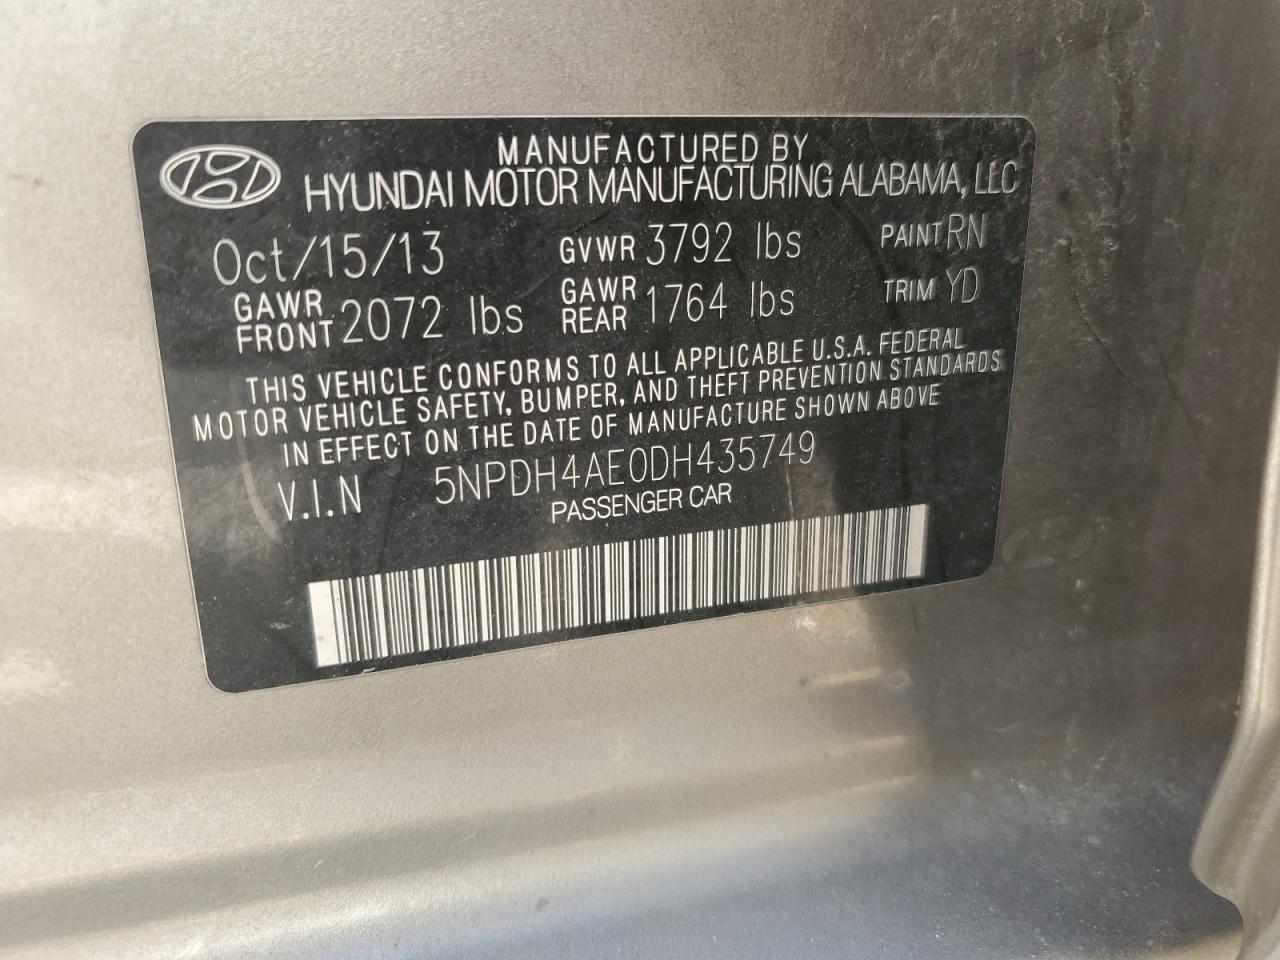 MANUFACTURED BY
HYUNDAI MOTOR MANUFACTURING ALABAMA, LLC
Oct/15/13 GVWR 3792 lbs PAINT RN
GAWR FRONT 2072 lbs GAWR REAR 1764 lbs TRIM YD
THIS VEHICLE CONFORMS TO ALL APPLICABLE U.S.A. FEDERAL
MOTOR VEHICLE SAFETY, BUMPER, AND THEFT PREVENTION STANDARDS
IN EFFECT ON THE DATE OF MANUFACTURE SHOWN ABOVE
V.I.N 5NPDH4AE0DH435749
PASSENGER CAR